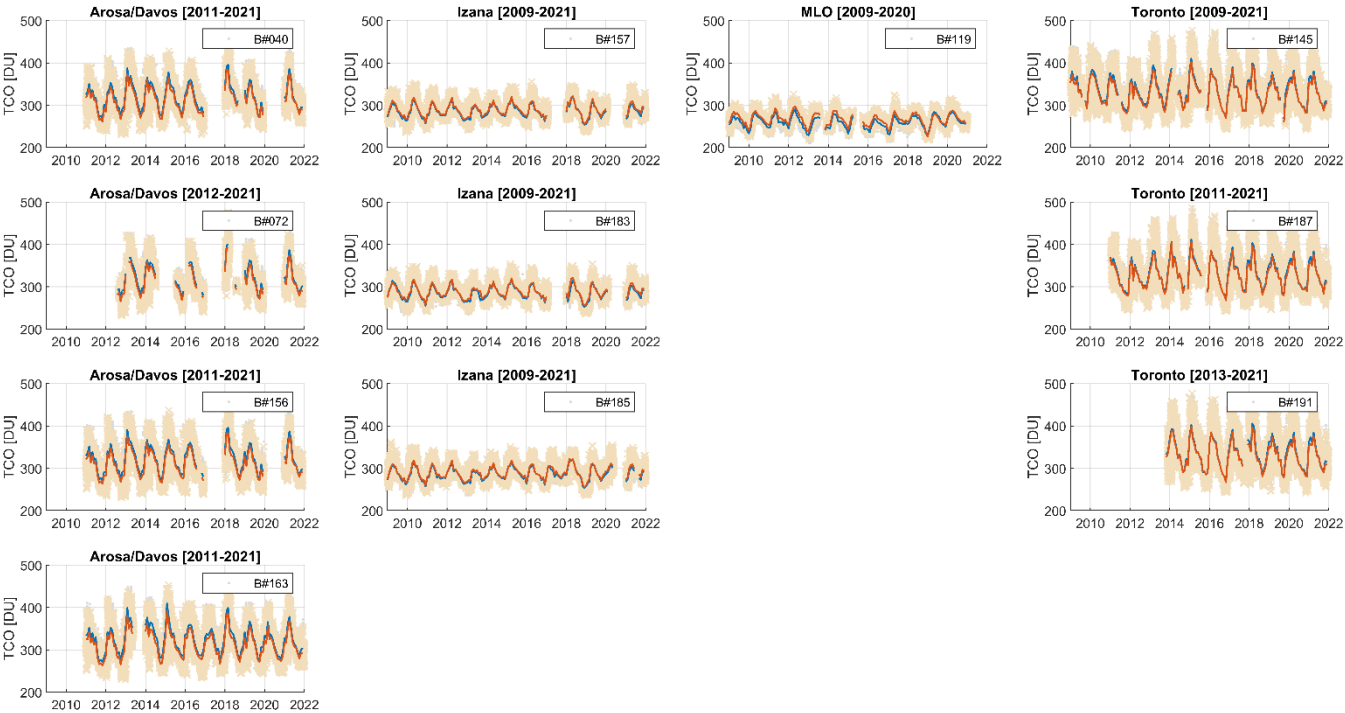 Arosa/Davos [2011-2021]
TCO [DU]
500
400
300
200
B#040
2010 2012 2014 2016 2018 2020 2022
Izana [2009-2021]
TCO [DU]
500
400
300
200
B#157
2010 2012 2014 2016 2018 2020 2022
MLO [2009-2020]
TCO [DU]
500
400
300
200
B#119
2010 2012 2014 2016 2018 2020 2022
Toronto [2009-2021]
TCO [DU]
500
400
300
200
B#145
2010 2012 2014 2016 2018 2020 2022
Arosa/Davos [2012-2021]
TCO [DU]
500
400
300
200
B#072
2010 2012 2014 2016 2018 2020 2022
Izana [2009-2021]
TCO [DU]
500
400
300
200
B#183
2010 2012 2014 2016 2018 2020 2022
Toronto [2011-2021]
TCO [DU]
500
400
300
200
B#187
2010 2012 2014 2016 2018 2020 2022
Arosa/Davos [2011-2021]
TCO [DU]
500
400
300
200
B#156
2010 2012 2014 2016 2018 2020 2022
Izana [2009-2021]
TCO [DU]
500
400
300
200
B#185
2010 2012 2014 2016 2018 2020 2022
Toronto [2013-2021]
TCO [DU]
500
400
300
200
B#191
2010 2012 2014 2016 2018 2020 2022
Arosa/Davos [2011-2021]
TCO [DU]
500
400
300
200
B#163
2010 2012 2014 2016 2018 2020 2022